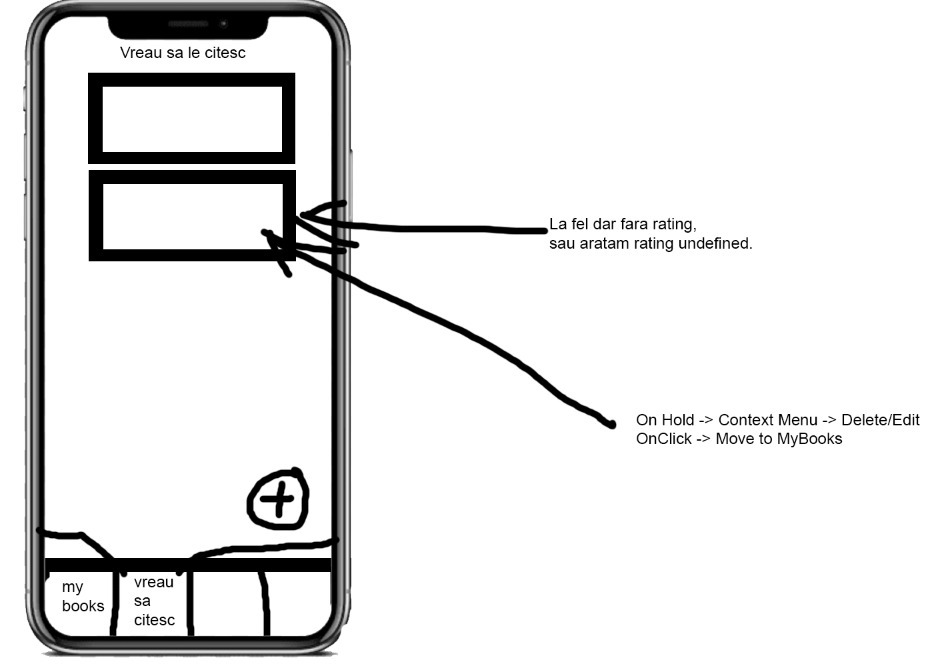 Vreau sa le citesc
La fel dar fara rating,
sau aratam rating undefined.
On Hold -> Context Menu -> Delete/Edit
OnClick -> Move to MyBooks
+
my
books
vreau
sa
citesc